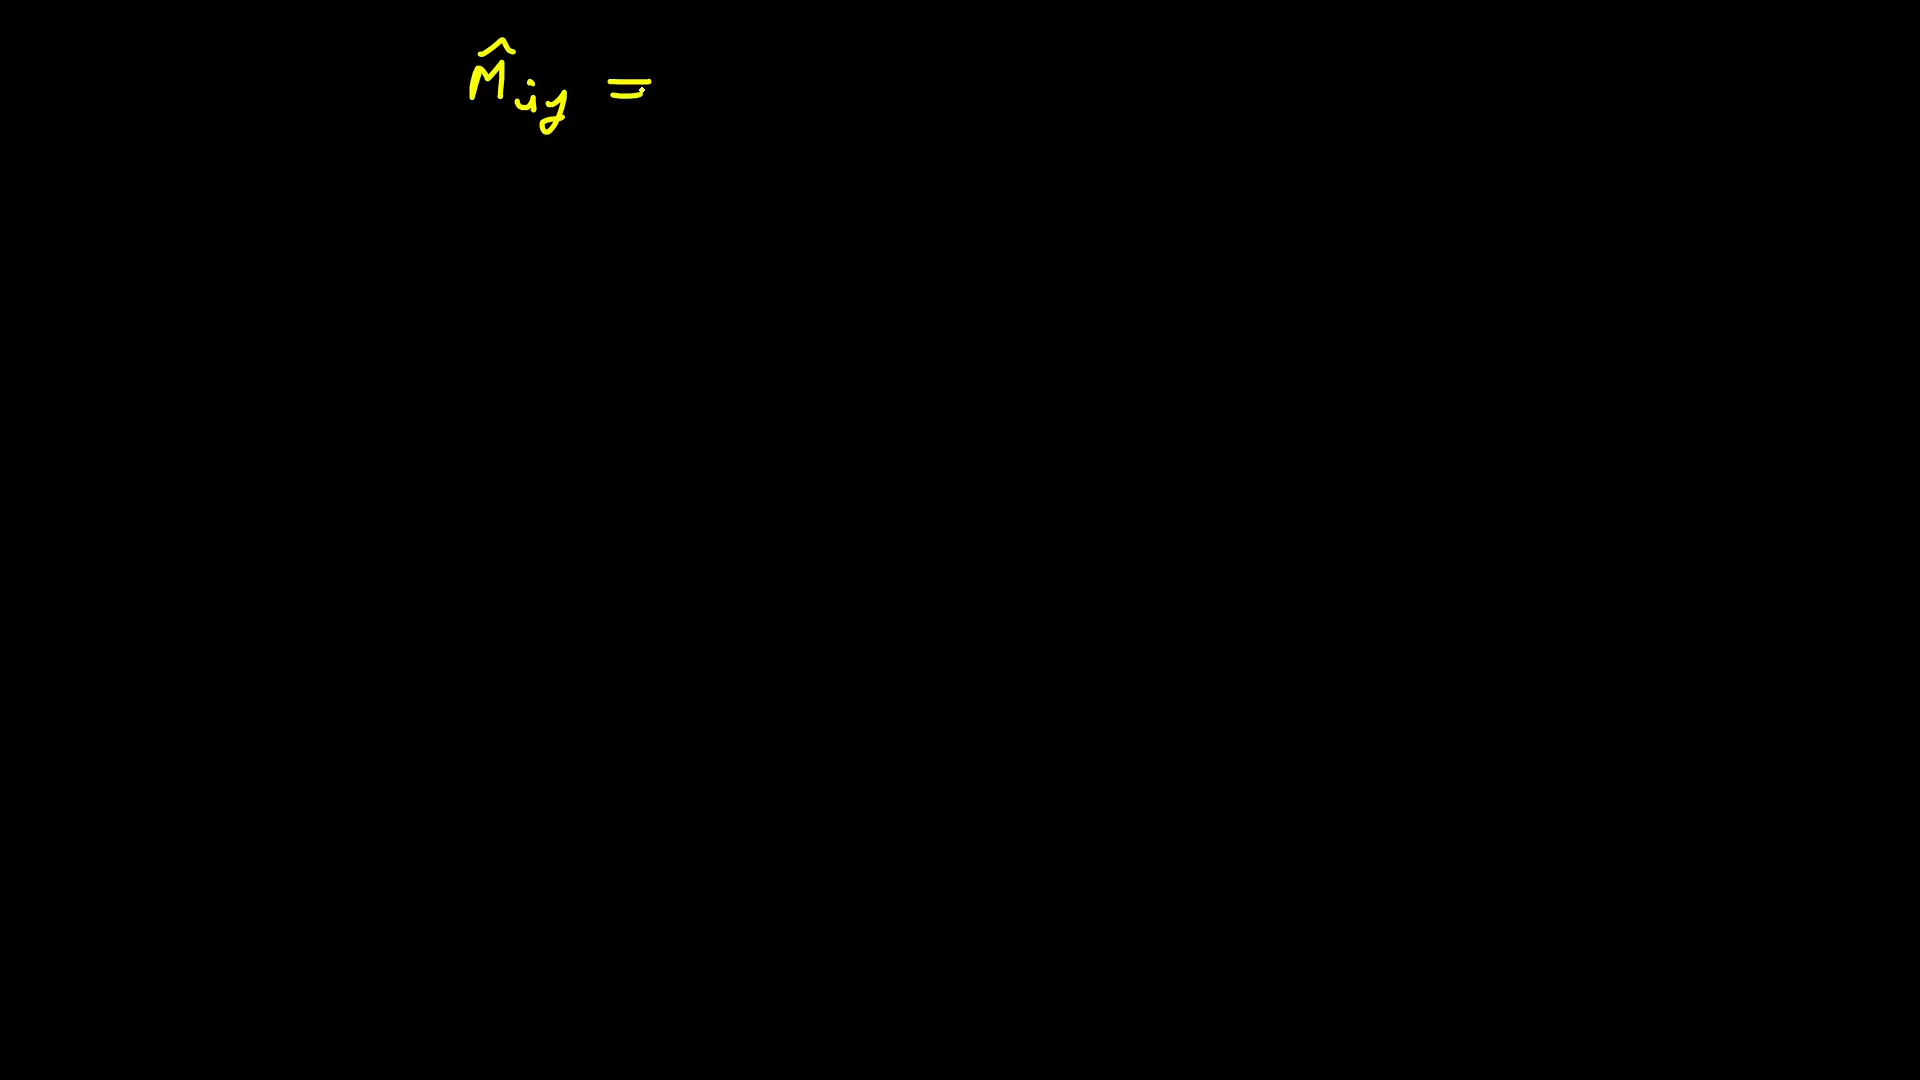 M̂ij =